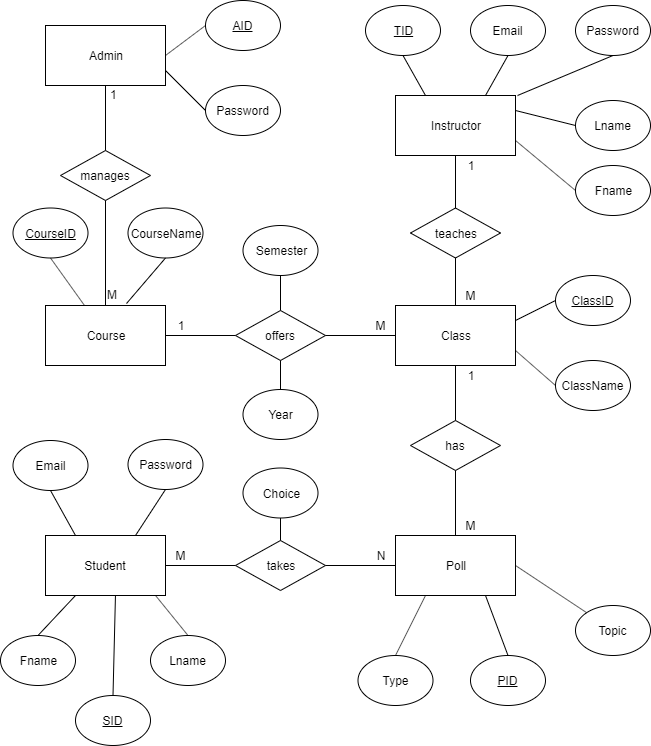 AID
Admin
Password
1
manages
CourseID
CourseName
M
Course
1
Semester
offers
Year
M
TID
Email
Password
Instructor
Lname
Fname
1
teaches
M
Class
ClassID
ClassName
1
has
M
Email
Password
Student
Fname
SID
Lname
M
Choice
takes
N
Poll
Topic
Type
PID